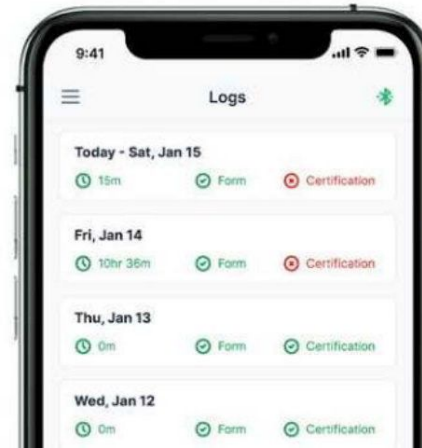 9:41
Logs
Today - Sat, Jan 15
15m Form Certification
Fri, Jan 14
10hr 36m Form Certification
Thu, Jan 13
0m Form Certification
Wed, Jan 12
0m Form Certification